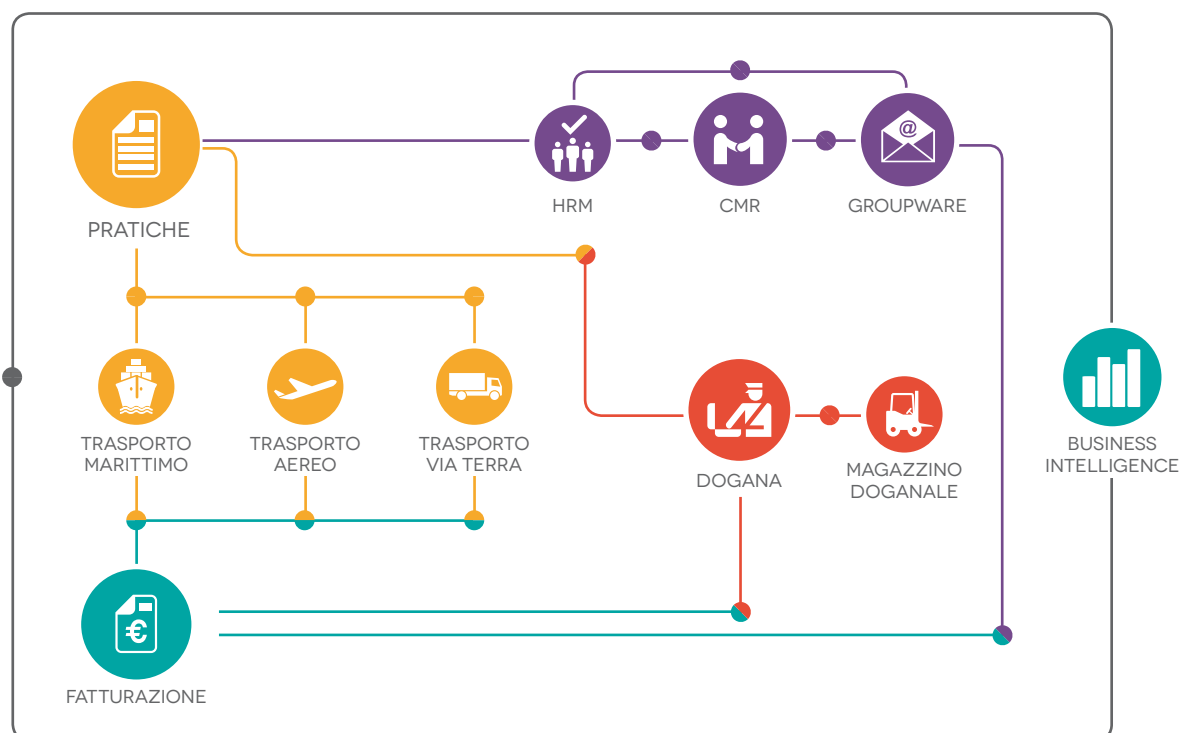 @
HRM
CMR
GROUPWARE
PRATICHE
TRASPORTO
MARITTIMO
TRASPORTO
AEREO
TRASPORTO
VIA TERRA
DOGANA
MAGAZZINO
DOGANALE
BUSINESS
INTELLIGENCE
€
FATTURAZIONE